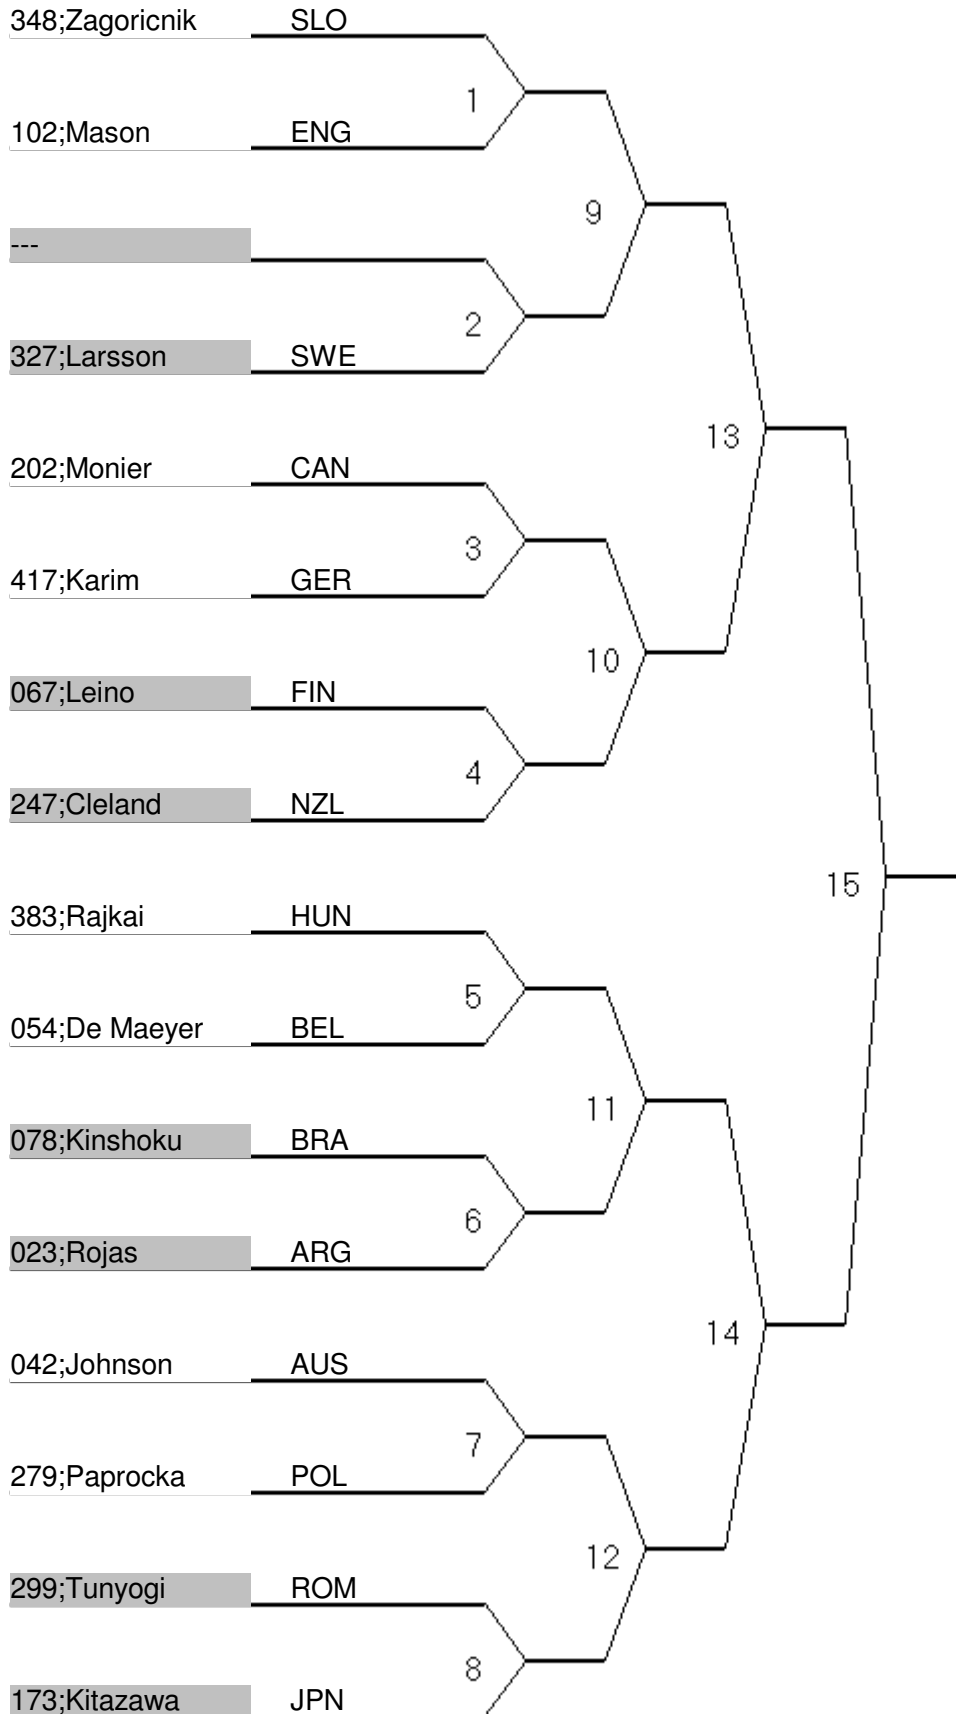 348;Zagoricnik SLO
1
102;Mason ENG
9
---
2
327;Larsson SWE
13
202;Monier CAN
3
417;Karim GER
10
067;Leino FIN
4
247;Cleland NZL
15
383;Rajkai HUN
5
054;De Maeyer BEL
11
078;Kinshoku BRA
6
023;Rojas ARG
14
042;Johnson AUS
7
279;Paprocka POL
12
299;Tunyogi ROM
8
173;Kitazawa JPN